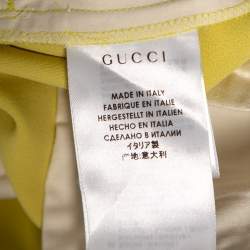 GUCCI
MADE IN ITALY
FABRIQUE EN ITALIE
HERGESTELLT IN ITALIEN
HECHO EN ITALIA
СДЕЛАНО В ИТАЛИИ
イタリア製
产地:意大利